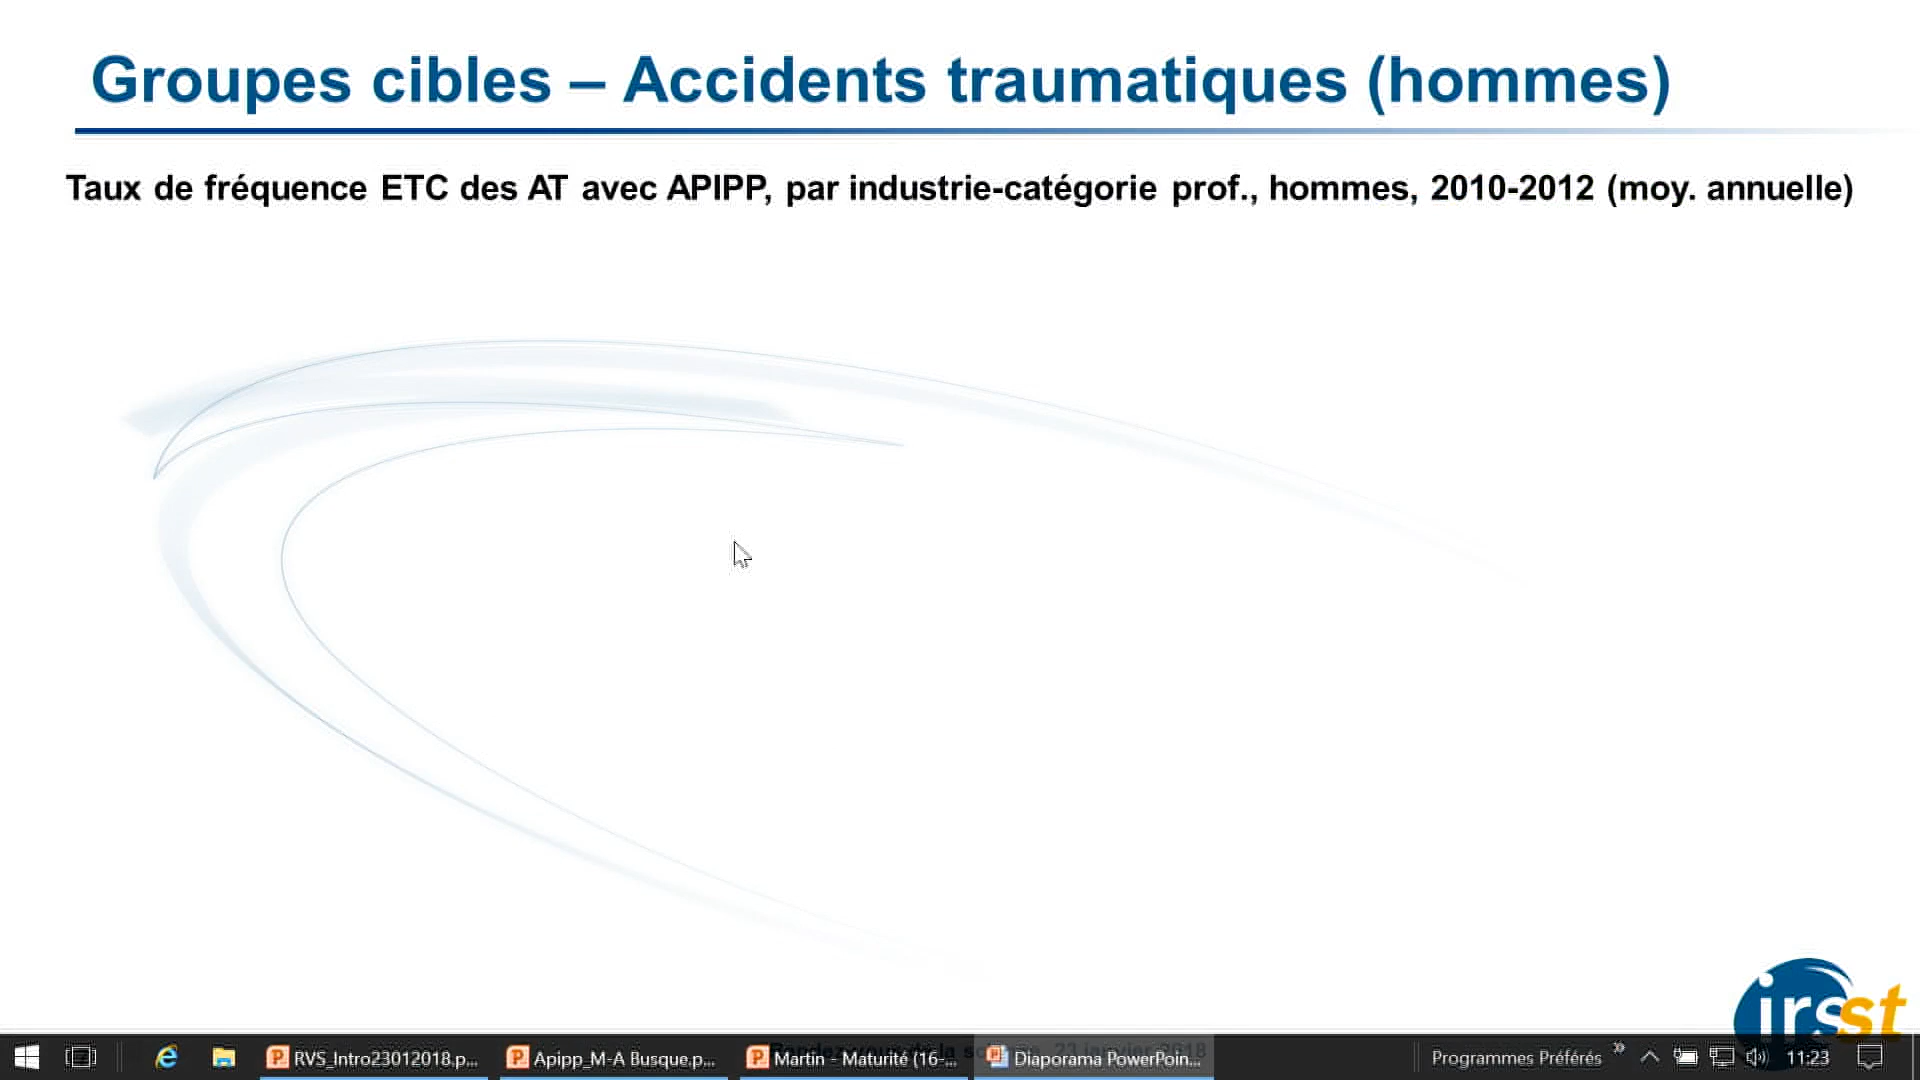 Groupes cibles – Accidents traumatiques (hommes)
Taux de fréquence ETC des AT avec APIPP, par industrie-catégorie prof., hommes, 2010-2012 (moy. annuelle)
irsst
RVS_Intro23012018.p...
Apipp_M-A Busque.p...
Martin - Maturité (16-...
Diaporama PowerPoin...
Programmes Préférés
11:23